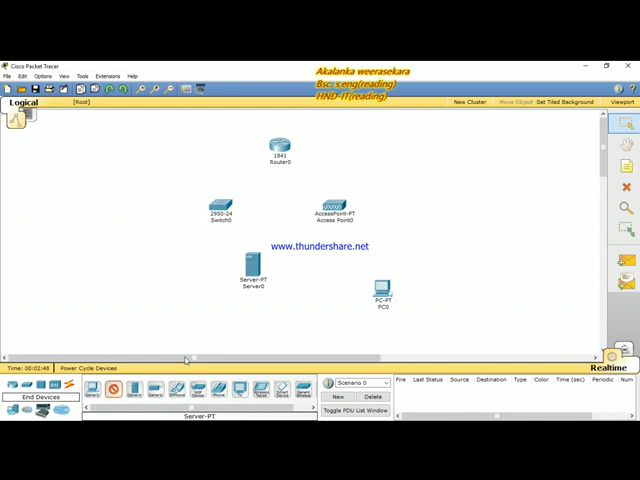 Cisco Packet Tracer
Akalanka weerasekara
File Edit Options View Tools Extensions Help
Bsc s.eng(reading)
HND-IT(reading)
Logical [Root] New Cluster Move Object Set Tiled Background Viewport
1841
Router0
2950-24
Switch0
AccessPoint-PT
Access Point0
www.thundershare.net
Server-PT
Server0
PC-PT
PC0
Time: 00:02:48 Power Cycle Devices Realtime
End Devices
Scenario 0
New Delete
Toggle PDU List Window
Fire Last Status Source Destination Type Color Time (sec) Periodic Num
Server-PT